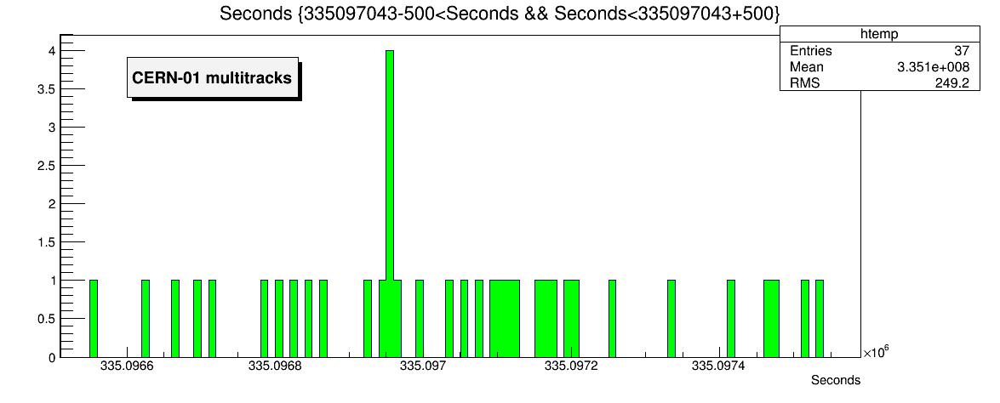 Seconds {335097043-500<Seconds && Seconds<335097043+500}
htemp
Entries 37
Mean 3.351e+008
RMS 249.2
CERN-01 multitracks
4
3.5
3
2.5
2
1.5
1
0.5
0
335.0966 335.0968 335.097 335.0972 335.0974
×10⁶
Seconds